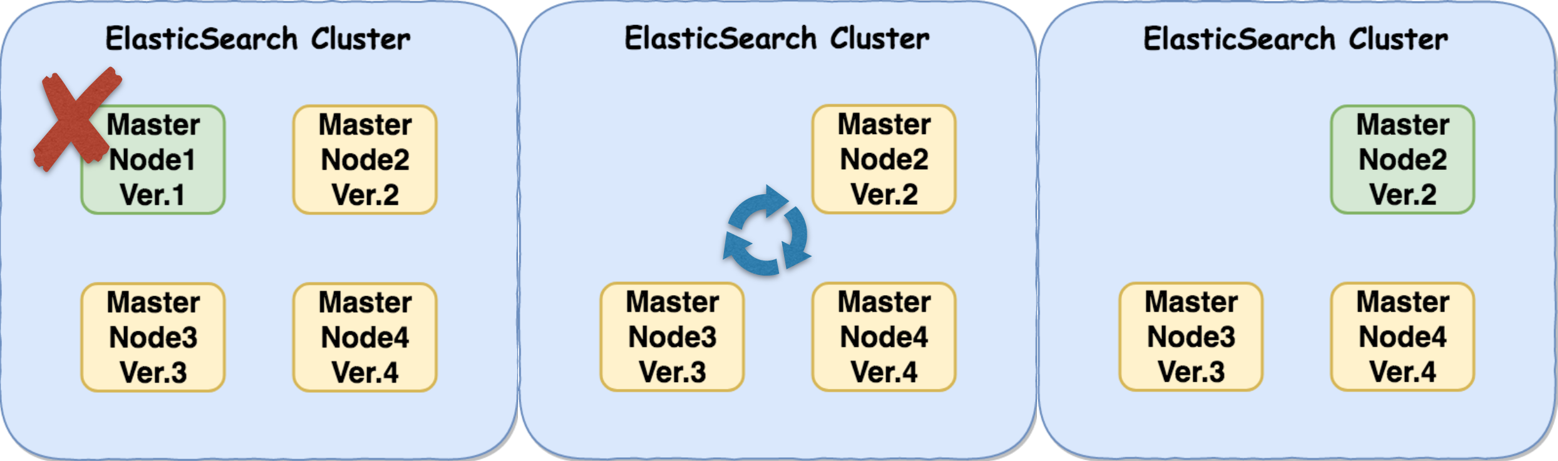 ElasticSearch Cluster
Master
Node1
Ver.1
Master
Node2
Ver.2
Master
Node3
Ver.3
Master
Node4
Ver.4
ElasticSearch Cluster
Master
Node2
Ver.2
Master
Node3
Ver.3
Master
Node4
Ver.4
ElasticSearch Cluster
Master
Node2
Ver.2
Master
Node3
Ver.3
Master
Node4
Ver.4